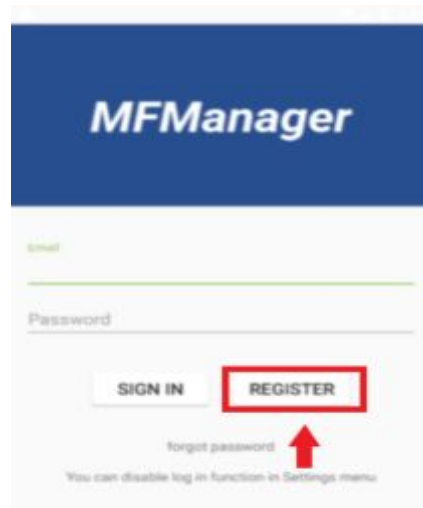 MFManager
Email
Password
SIGN IN REGISTER
forgot password
You can disable log in function in Settings menu